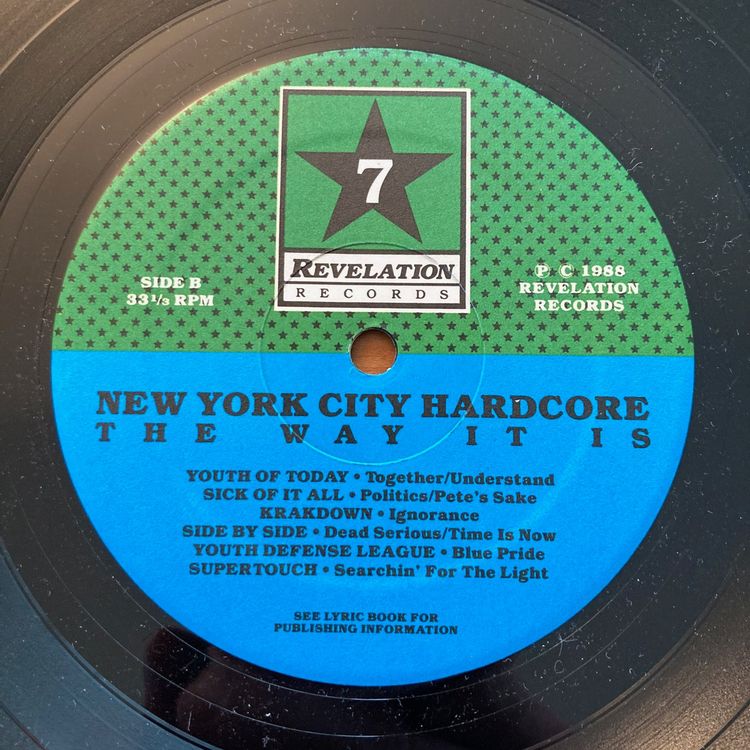 7
REVELATION
RECORDS
SIDE B
33 1/3 RPM
Ⓟ © 1988
REVELATION
RECORDS
NEW YORK CITY HARDCORE
THE WAY IT IS
YOUTH OF TODAY • Together/Understand
SICK OF IT ALL • Politics/Pete's Sake
KRAKDOWN • Ignorance
SIDE BY SIDE • Dead Serious/Time Is Now
YOUTH DEFENSE LEAGUE • Blue Pride
SUPERTOUCH • Searchin' For The Light
SEE LYRIC BOOK FOR
PUBLISHING INFORMATION